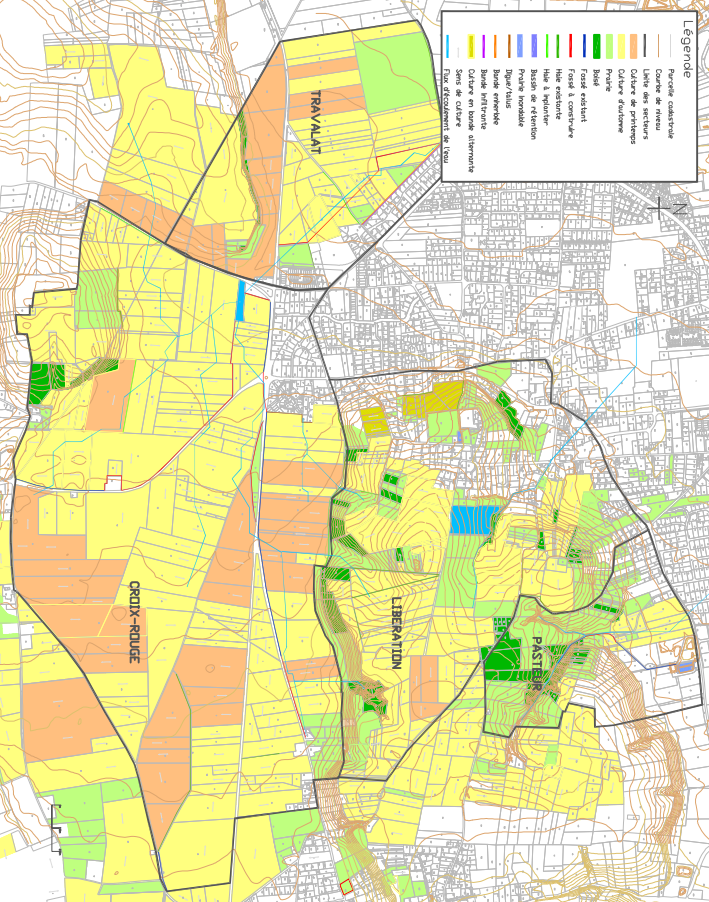 Légende
Parcelle cadastrale
Courbe de niveau
Limite des secteurs
Culture de printemps
Culture d'automne
Prairie
Boisé
Fossé existant
Fossé à construire
Haie existante
Haie à implanter
Bassin de rétention
Prairie inondable
Digue/talus
Bande enherbée
Bande infiltrante
Culture en bande alternante
Sens de culture
Flux d'écoulement de l'eau
N
TRAVALAT
CROIX-ROUGE
LIBERATION
PASTEUR